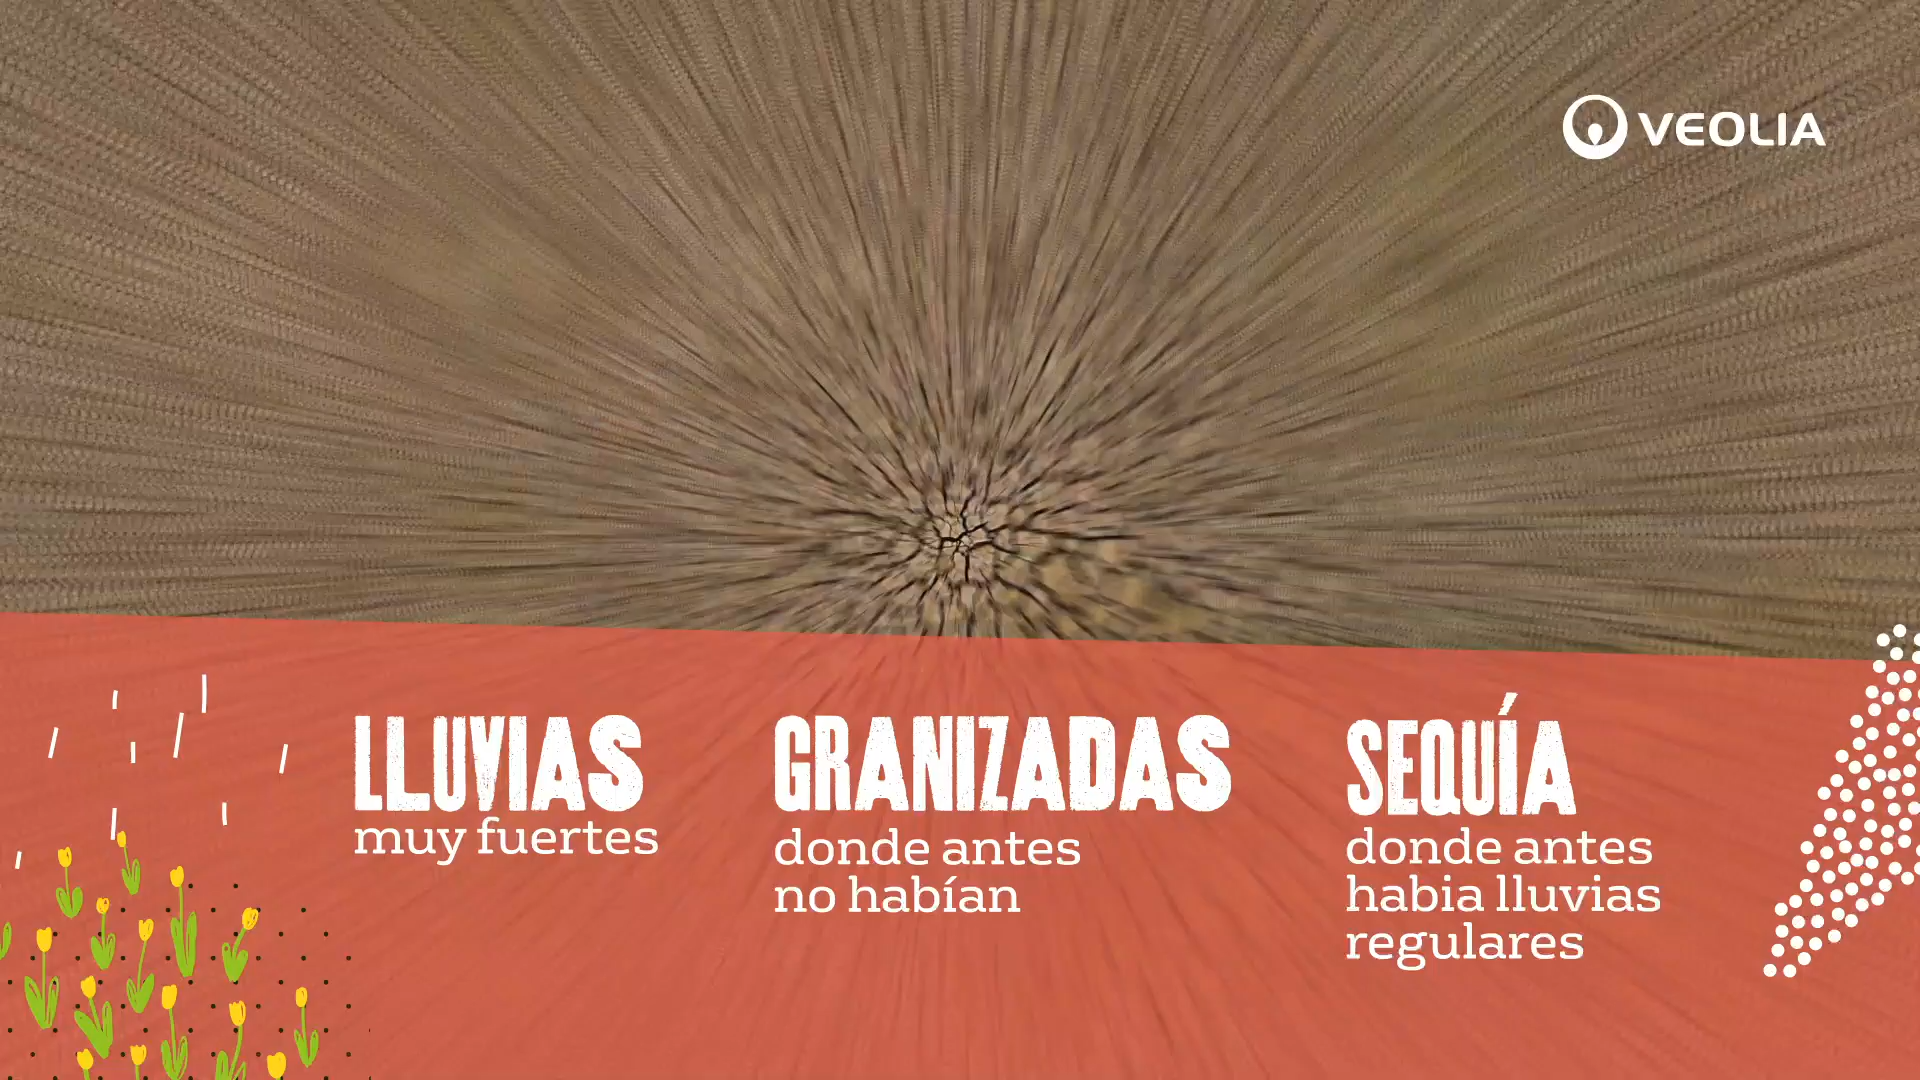 VEOLIA
LLUVIAS
muy fuertes
GRANIZADAS
donde antes
no habían
SEQUÍA
donde antes
habia lluvias
regulares